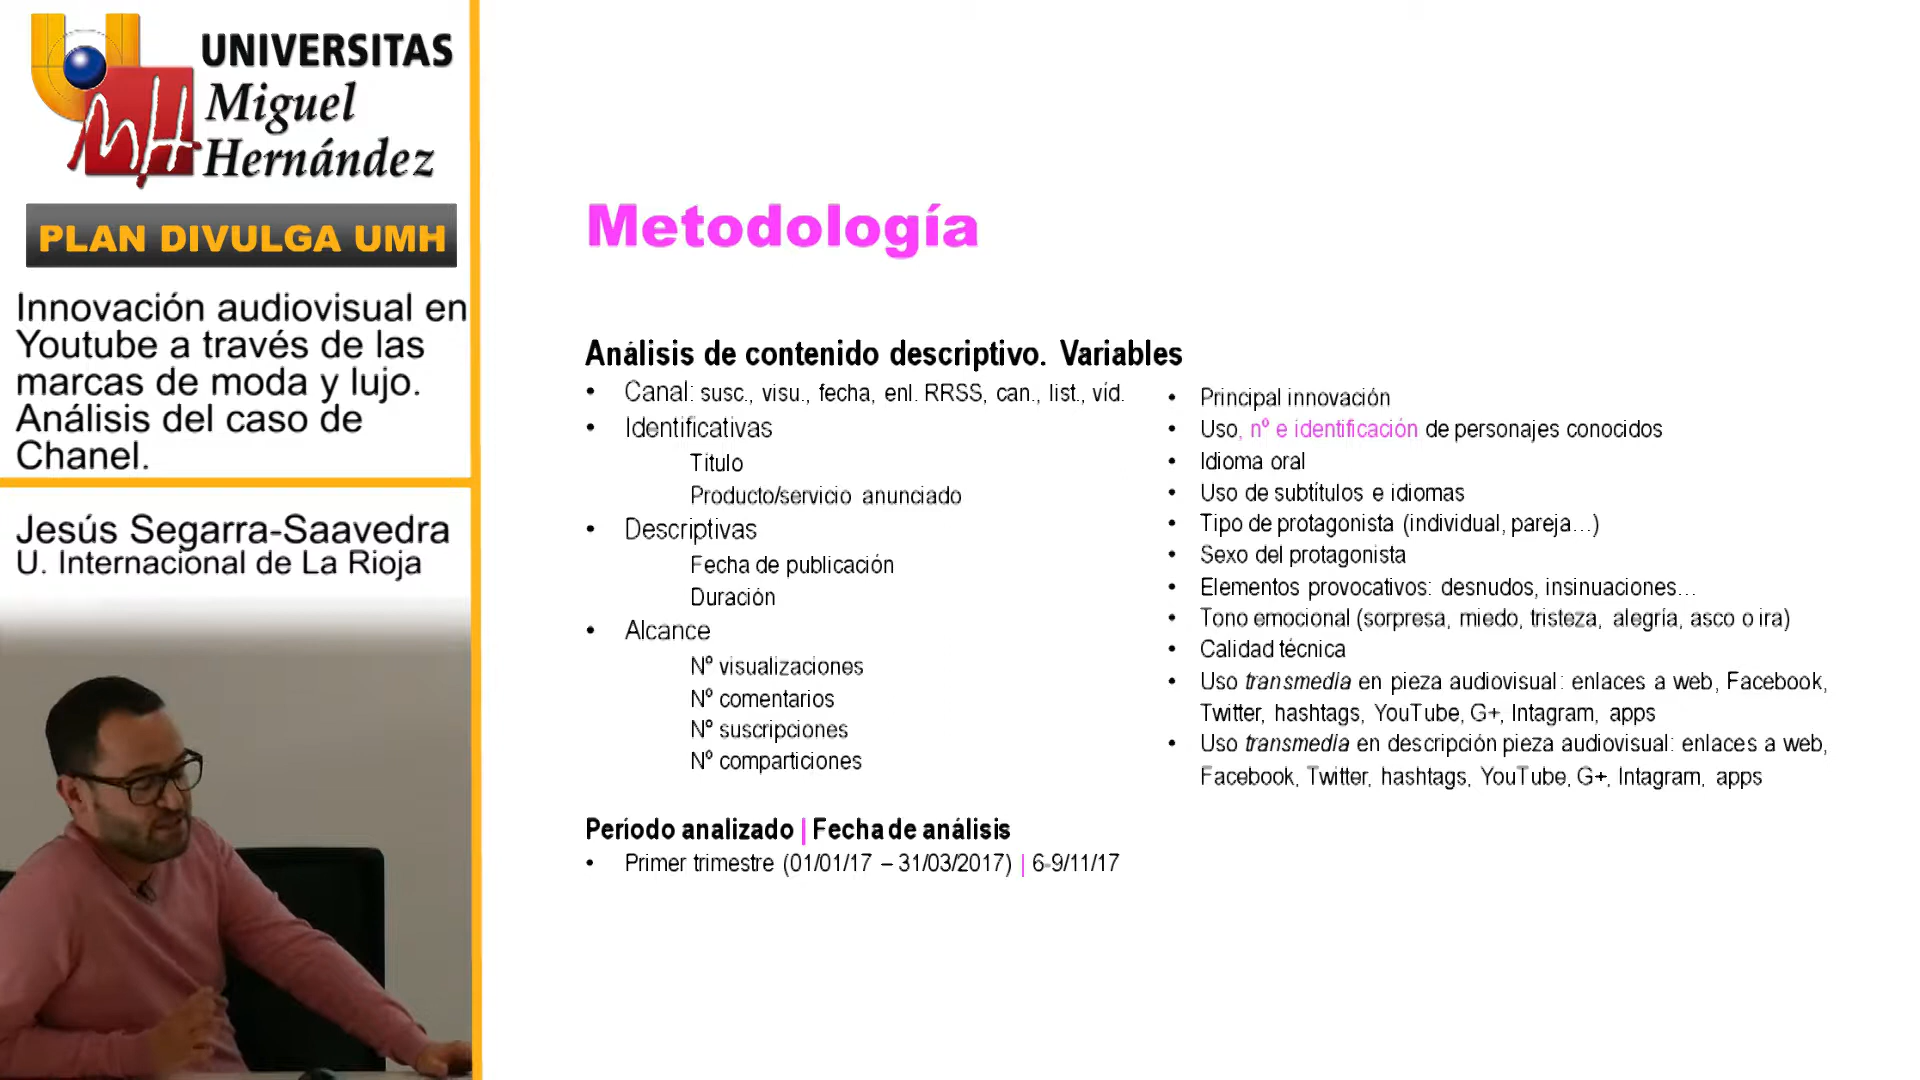 UNIVERSITAS
Miguel
Hernández
PLAN DIVULGA UMH
Innovación audiovisual en
Youtube a través de las
marcas de moda y lujo.
Análisis del caso de
Chanel.
Jesús Segarra-Saavedra
U. Internacional de La Rioja
Metodología
Análisis de contenido descriptivo. Variables
• Canal: susc., visu., fecha, enl. RRSS, can., list., víd.
• Identificativas
Título
Producto/servicio anunciado
• Descriptivas
Fecha de publicación
Duración
• Alcance
Nº visualizaciones
Nº comentarios
Nº suscripciones
Nº comparticiones
Período analizado | Fecha de análisis
• Primer trimestre (01/01/17 – 31/03/2017) | 6-9/11/17
• Principal innovación
• Uso, nº e identificación de personajes conocidos
• Idioma oral
• Uso de subtítulos e idiomas
• Tipo de protagonista (individual, pareja…)
• Sexo del protagonista
• Elementos provocativos: desnudos, insinuaciones…
• Tono emocional (sorpresa, miedo, tristeza, alegría, asco o ira)
• Calidad técnica
• Uso transmedia en pieza audiovisual: enlaces a web, Facebook,
Twitter, hashtags, YouTube, G+, Intagram, apps
• Uso transmedia en descripción pieza audiovisual: enlaces a web,
Facebook, Twitter, hashtags, YouTube, G+, Intagram, apps